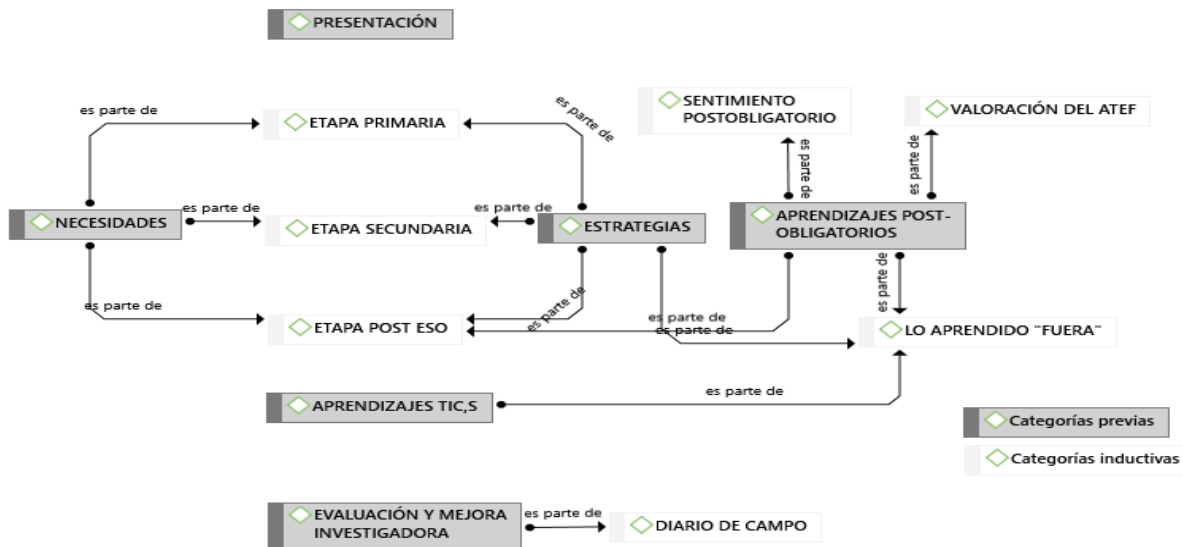 PRESENTACIÓN
es parte de
es parte de
SENTIMIENTO
POSTOBLIGATORIO
VALORACIÓN DEL ATEF
ETAPA PRIMARIA
es parte de
es parte de
NECESIDADES
es parte de
ETAPA SECUNDARIA
es parte de
ESTRATEGIAS
APRENDIZAJES POST-
OBLIGATORIOS
es parte de
es parte de
es parte de
ETAPA POST ESO
es parte de
es parte de
LO APRENDIDO "FUERA"
APRENDIZAJES TIC,S
es parte de
Categorías previas
Categorías inductivas
EVALUACIÓN Y MEJORA
INVESTIGADORA
es parte de
DIARIO DE CAMPO